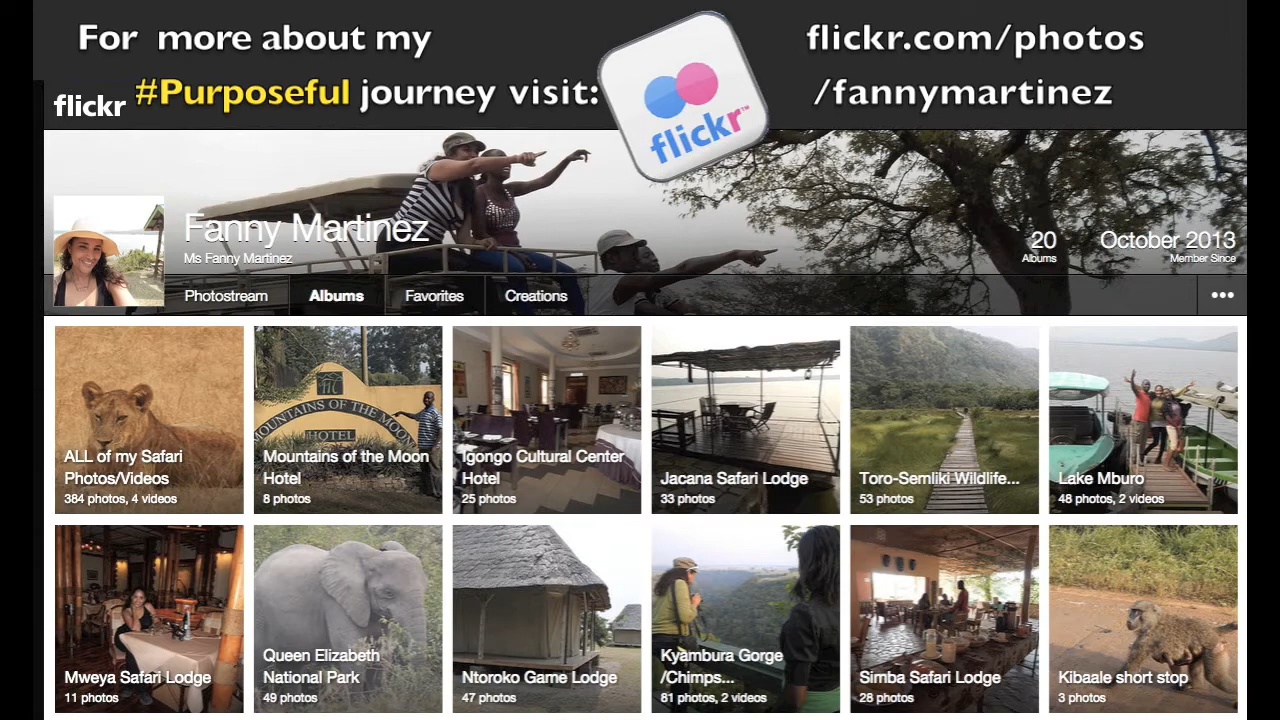 For more about my
#Purposeful journey visit:
flickr
flickr.com/photos
/fannymartinez
flickr™
Fanny Martinez
Ms Fanny Martinez
20
Albums
October 2013
Member Since
Photostream
Albums
Favorites
Creations
•••
ALL of my Safari
Photos/Videos
384 photos, 4 videos
MOUNTAINS OF THE MOON
HOTEL
Mountains of the Moon
Hotel
8 photos
Igongo Cultural Center
Hotel
25 photos
Jacana Safari Lodge
33 photos
Toro-Semliki Wildlife...
53 photos
Lake Mburo
48 photos, 2 videos
Mweya Safari Lodge
11 photos
Queen Elizabeth
National Park
49 photos
Ntoroko Game Lodge
47 photos
Kyambura Gorge
/Chimps...
81 photos, 2 videos
Simba Safari Lodge
28 photos
Kibaale short stop
3 photos